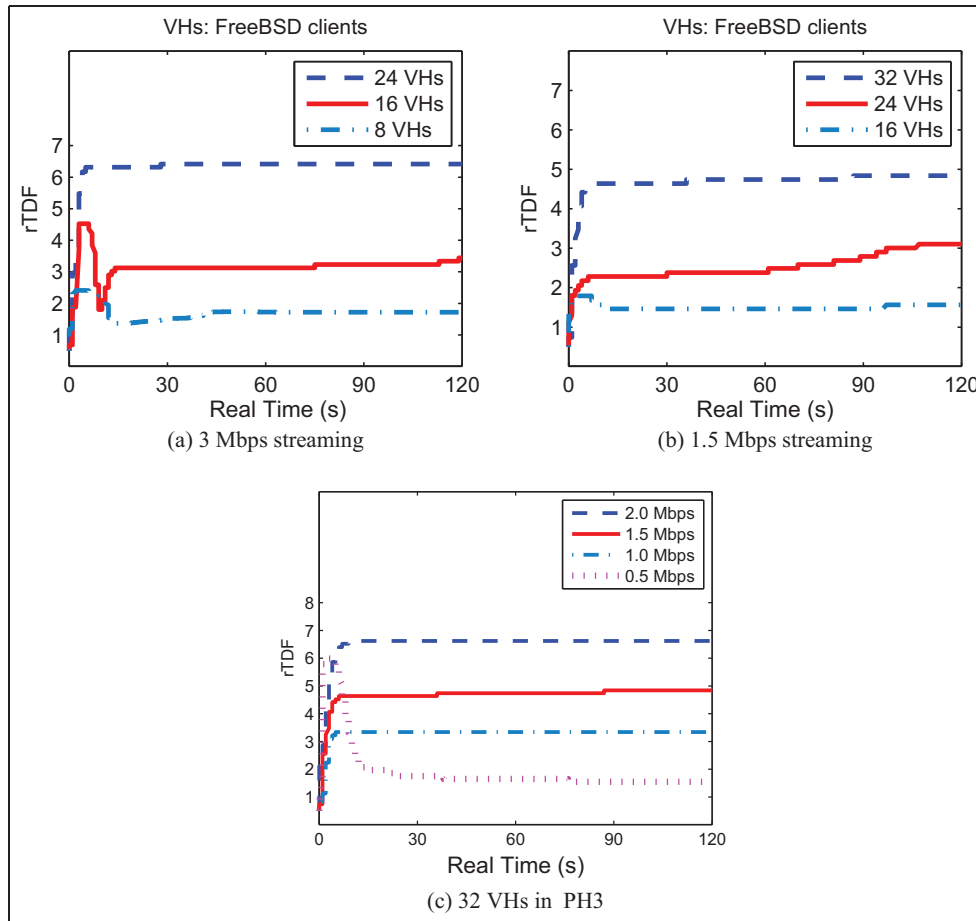 VHs: FreeBSD clients
24 VHs
16 VHs
8 VHs
7
6
5
4
3
2
1
rTDF
0 30 60 90 120
Real Time (s)
(a) 3 Mbps streaming
VHs: FreeBSD clients
32 VHs
24 VHs
16 VHs
7
6
5
4
3
2
1
rTDF
0 30 60 90 120
Real Time (s)
(b) 1.5 Mbps streaming
2.0 Mbps
1.5 Mbps
1.0 Mbps
0.5 Mbps
8
7
6
5
4
3
2
1
rTDF
0 30 60 90 120
Real Time (s)
(c) 32 VHs in PH3